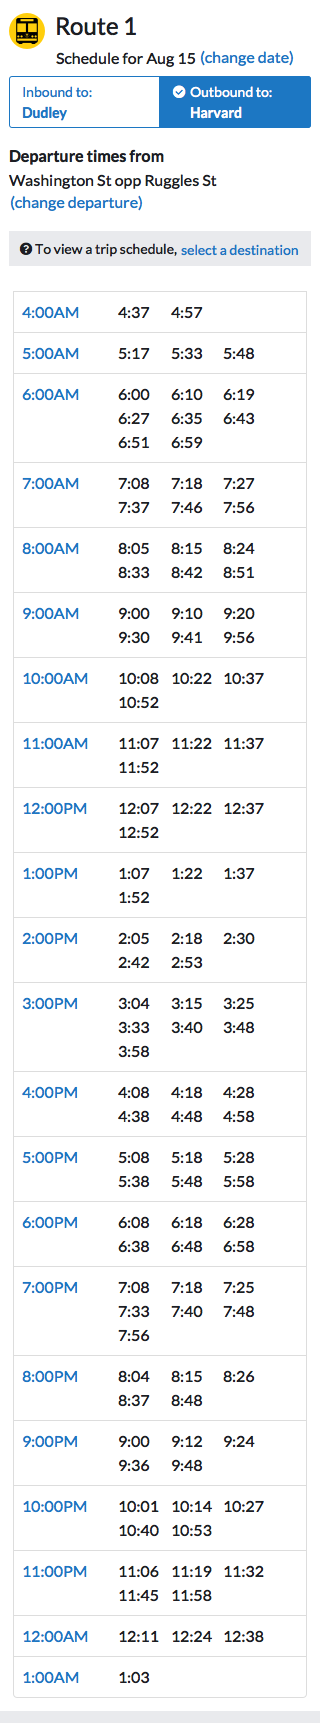 Route 1
Schedule for Aug 15 (change date)
Inbound to:
Dudley
Outbound to:
Harvard
Departure times from
Washington St opp Ruggles St
(change departure)
? To view a trip schedule, select a destination
4:00AM 4:37 4:57
5:00AM 5:17 5:33 5:48
6:00AM 6:00 6:10 6:19
6:27 6:35 6:43
6:51 6:59
7:00AM 7:08 7:18 7:27
7:37 7:46 7:56
8:00AM 8:05 8:15 8:24
8:33 8:42 8:51
9:00AM 9:00 9:10 9:20
9:30 9:41 9:56
10:00AM 10:08 10:22 10:37
10:52
11:00AM 11:07 11:22 11:37
11:52
12:00PM 12:07 12:22 12:37
12:52
1:00PM 1:07 1:22 1:37
1:52
2:00PM 2:05 2:18 2:30
2:42 2:53
3:00PM 3:04 3:15 3:25
3:33 3:40 3:48
3:58
4:00PM 4:08 4:18 4:28
4:38 4:48 4:58
5:00PM 5:08 5:18 5:28
5:38 5:48 5:58
6:00PM 6:08 6:18 6:28
6:38 6:48 6:58
7:00PM 7:08 7:18 7:25
7:33 7:40 7:48
7:56
8:00PM 8:04 8:15 8:26
8:37 8:48
9:00PM 9:00 9:12 9:24
9:36 9:48
10:00PM 10:01 10:14 10:27
10:40 10:53
11:00PM 11:06 11:19 11:32
11:45 11:58
12:00AM 12:11 12:24 12:38
1:00AM 1:03